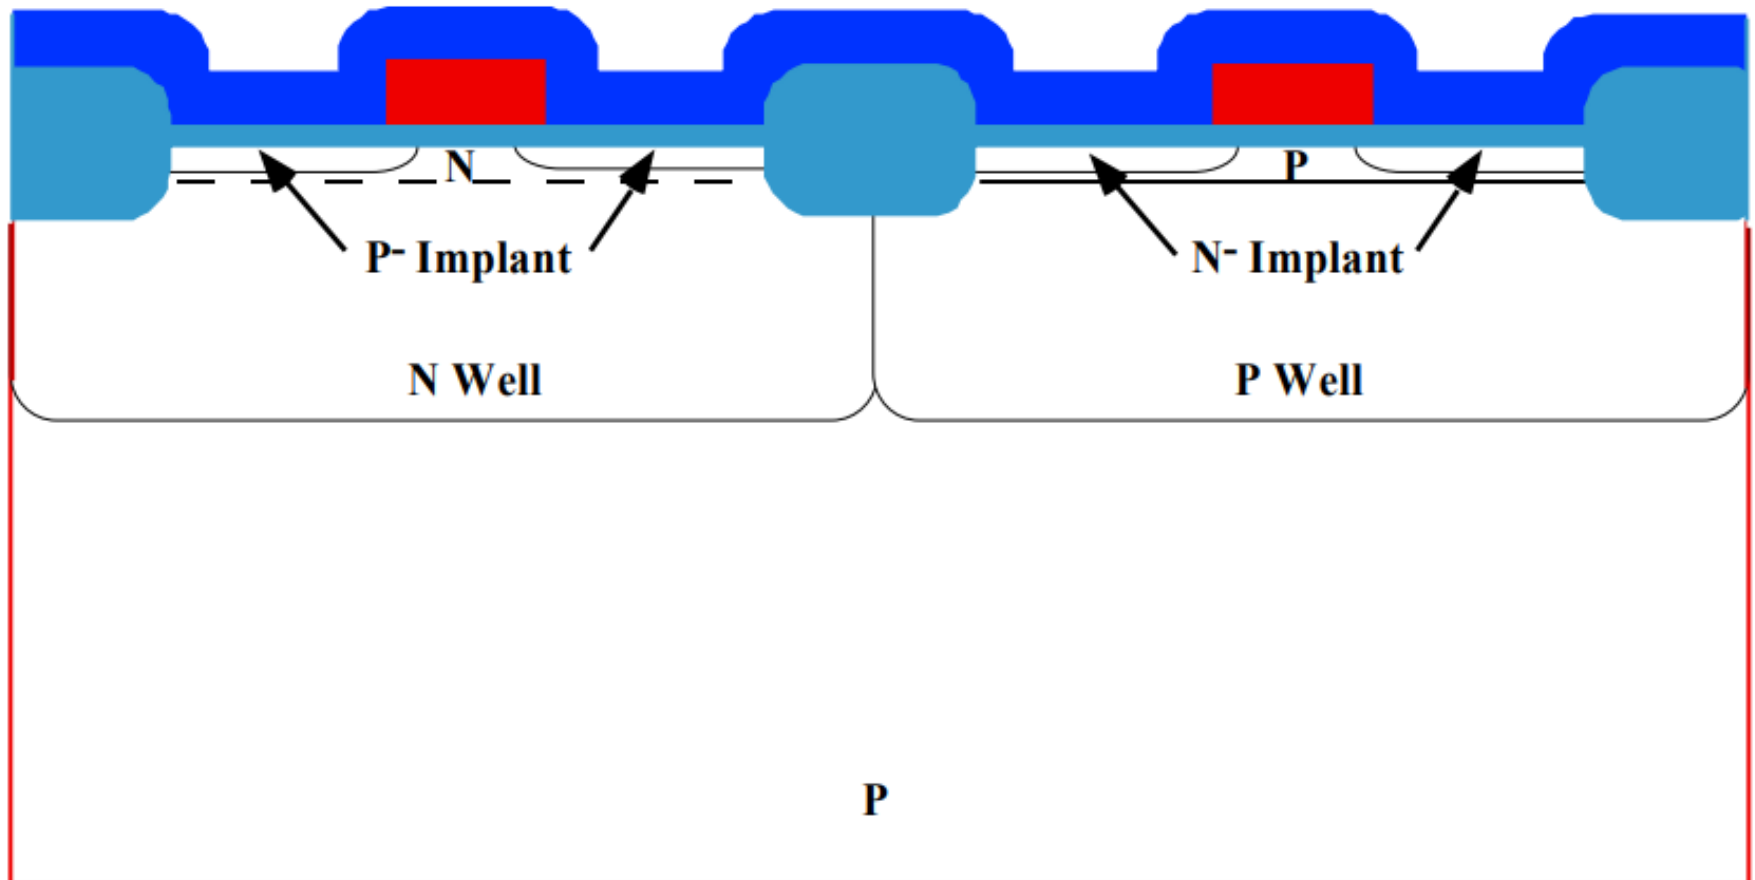 N
P
P- Implant
N- Implant
N Well
P Well
P